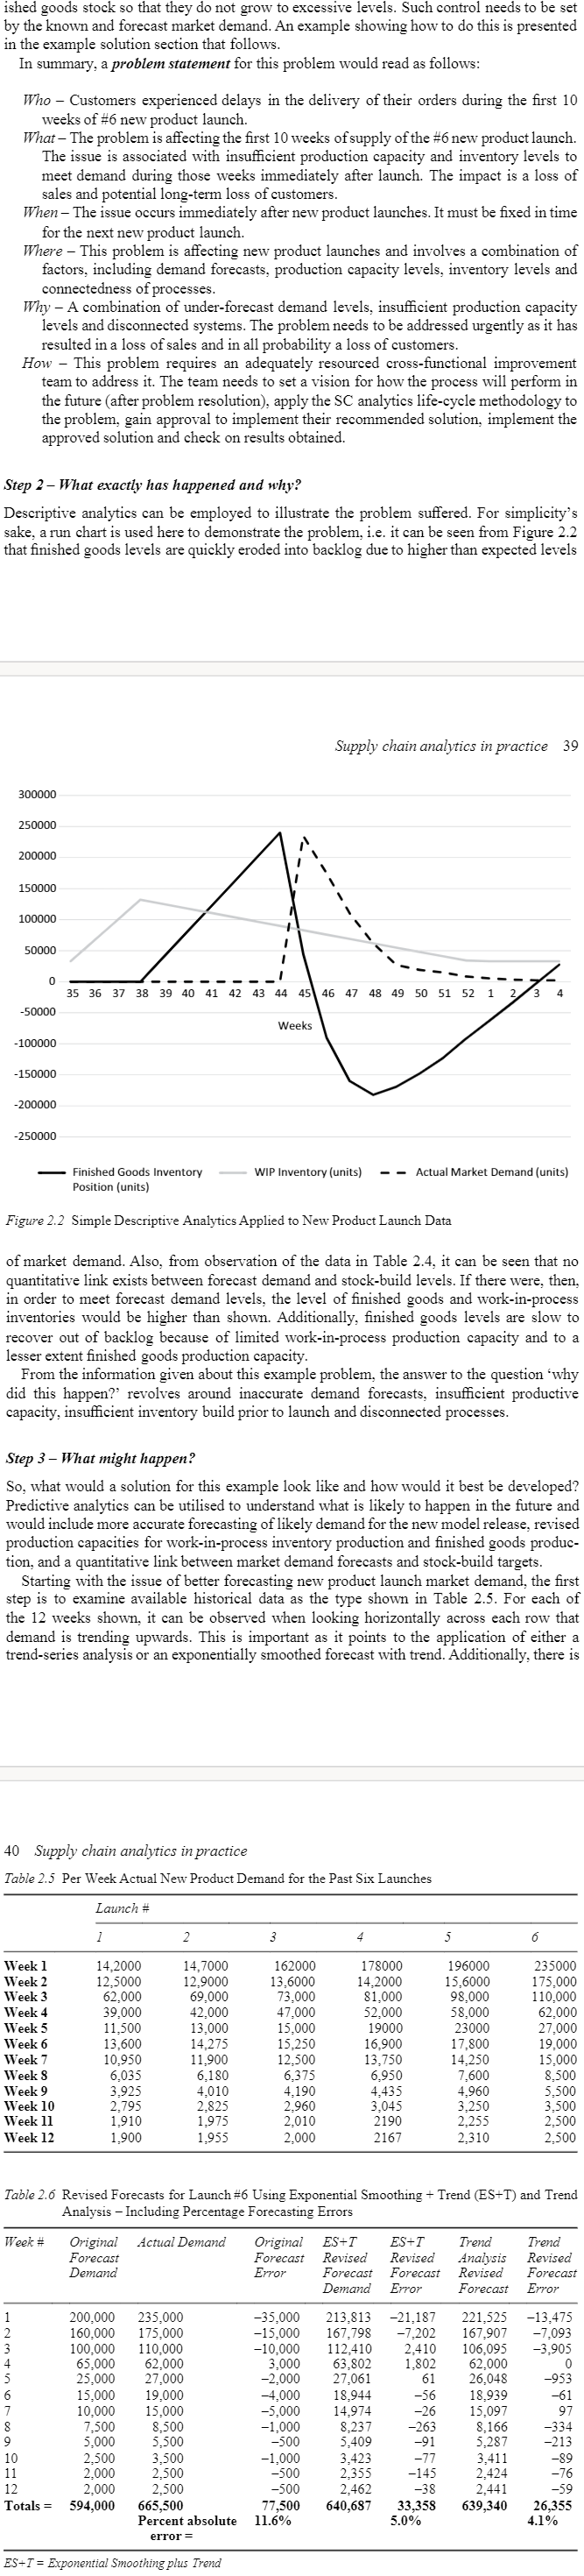 ished goods stock so that they do not grow to excessive levels. Such control needs to be set
by the known and forecast market demand. An example showing how to do this is presented
in the example solution section that follows.
In summary, a problem statement for this problem would read as follows:
Who – Customers experienced delays in the delivery of their orders during the first 10
weeks of #6 new product launch.
What – The problem is affecting the first 10 weeks of supply of the #6 new product launch.
The issue is associated with insufficient production capacity and inventory levels to
meet demand during those weeks immediately after launch. The impact is a loss of
sales and potential long-term loss of customers.
When – The issue occurs immediately after new product launches. It must be fixed in time
for the next new product launch.
Where – This problem is affecting new product launches and involves a combination of
factors, including demand forecasts, production capacity levels, inventory levels and
connectedness of processes.
Why – A combination of under-forecast demand levels, insufficient production capacity
levels and disconnected systems. The problem needs to be addressed urgently as it has
resulted in a loss of sales and in all probability a loss of customers.
How – This problem requires an adequately resourced cross-functional improvement
team to address it. The team needs to set a vision for how the process will perform in
the future (after problem resolution), apply the SC analytics life-cycle methodology to
the problem, gain approval to implement their recommended solution, implement the
approved solution and check on results obtained.
Step 2 – What exactly has happened and why?
Descriptive analytics can be employed to illustrate the problem suffered. For simplicity's
sake, a run chart is used here to demonstrate the problem, i.e. it can be seen from Figure 2.2
that finished goods levels are quickly eroded into backlog due to higher than expected levels
Supply chain analytics in practice 39
300000
250000
200000
150000
100000
50000
0
35 36 37 38 39 40 41 42 43 44 45 46 47 48 49 50 51 52 1 2 3 4
-50000
Weeks
-100000
-150000
-200000
-250000
Finished Goods Inventory Position (units)
WIP Inventory (units)
Actual Market Demand (units)
Figure 2.2 Simple Descriptive Analytics Applied to New Product Launch Data
of market demand. Also, from observation of the data in Table 2.4, it can be seen that no
quantitative link exists between forecast demand and stock-build levels. If there were, then,
in order to meet forecast demand levels, the level of finished goods and work-in-process
inventories would be higher than shown. Additionally, finished goods levels are slow to
recover out of backlog because of limited work-in-process production capacity and to a
lesser extent finished goods production capacity.
From the information given about this example problem, the answer to the question 'why
did this happen?' revolves around inaccurate demand forecasts, insufficient productive
capacity, insufficient inventory build prior to launch and disconnected processes.
Step 3 – What might happen?
So, what would a solution for this example look like and how would it best be developed?
Predictive analytics can be utilised to understand what is likely to happen in the future and
would include more accurate forecasting of likely demand for the new model release, revised
production capacities for work-in-process inventory production and finished goods produc-
tion, and a quantitative link between market demand forecasts and stock-build targets.
Starting with the issue of better forecasting new product launch market demand, the first
step is to examine available historical data as the type shown in Table 2.5. For each of
the 12 weeks shown, it can be observed when looking horizontally across each row that
demand is trending upwards. This is important as it points to the application of either a
trend-series analysis or an exponentially smoothed forecast with trend. Additionally, there is
40 Supply chain analytics in practice
Table 2.5 Per Week Actual New Product Demand for the Past Six Launches
Launch #
1 2 3 4 5 6
Week 1 14,2000 14,7000 162000 178000 196000 235000
Week 2 12,5000 12,9000 13,6000 14,2000 15,6000 175,000
Week 3 62,000 69,000 73,000 81,000 98,000 110,000
Week 4 39,000 42,000 47,000 52,000 58,000 62,000
Week 5 11,500 13,000 15,000 19000 23000 27,000
Week 6 13,600 14,275 15,250 16,900 17,800 19,000
Week 7 10,950 11,900 12,500 13,750 14,250 15,000
Week 8 6,035 6,180 6,375 6,950 7,600 8,500
Week 9 3,925 4,010 4,190 4,435 4,960 5,500
Week 10 2,795 2,825 2,960 3,045 3,250 3,500
Week 11 1,910 1,975 2,010 2190 2,255 2,500
Week 12 1,900 1,955 2,000 2167 2,310 2,500
Table 2.6 Revised Forecasts for Launch #6 Using Exponential Smoothing + Trend (ES+T) and Trend
Analysis – Including Percentage Forecasting Errors
Week # Original Actual Demand Original ES+T ES+T Trend Trend
Forecast Forecast Revised Revised Analysis Revised
Demand Error Forecast Forecast Revised Forecast
Demand Error Forecast Error
1 200,000 235,000 –35,000 213,813 –21,187 221,525 –13,475
2 160,000 175,000 –15,000 167,798 –7,202 167,907 –7,093
3 100,000 110,000 –10,000 112,410 2,410 106,095 –3,905
4 65,000 62,000 3,000 63,802 1,802 62,000 0
5 25,000 27,000 –2,000 27,061 61 26,048 –953
6 15,000 19,000 –4,000 18,944 –56 18,939 –61
7 10,000 15,000 –5,000 14,974 –26 15,097 97
8 7,500 8,500 –1,000 8,237 –263 8,166 –334
9 5,000 5,500 –500 5,409 –91 5,287 –213
10 2,500 3,500 –1,000 3,423 –77 3,411 –89
11 2,000 2,500 –500 2,355 –145 2,424 –76
12 2,000 2,500 –500 2,462 –38 2,441 –59
Totals = 594,000 665,500 77,500 640,687 33,358 639,340 26,355
Percent absolute 11.6% 5.0% 4.1%
error =
ES+T = Exponential Smoothing plus Trend